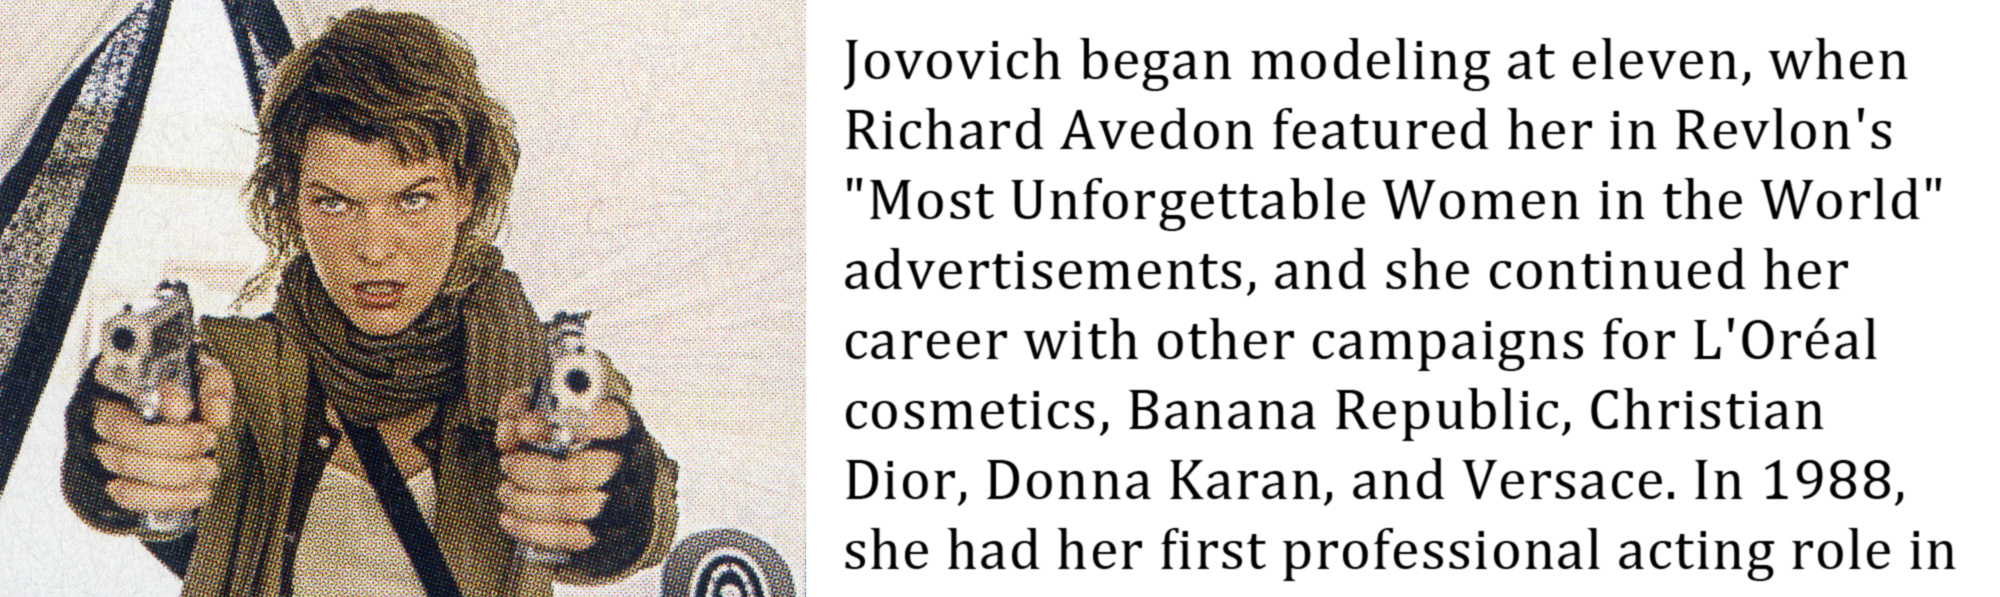 Jovovich began modeling at eleven, when
Richard Avedon featured her in Revlon's
"Most Unforgettable Women in the World"
advertisements, and she continued her
career with other campaigns for L'Oréal
cosmetics, Banana Republic, Christian
Dior, Donna Karan, and Versace. In 1988,
she had her first professional acting role in